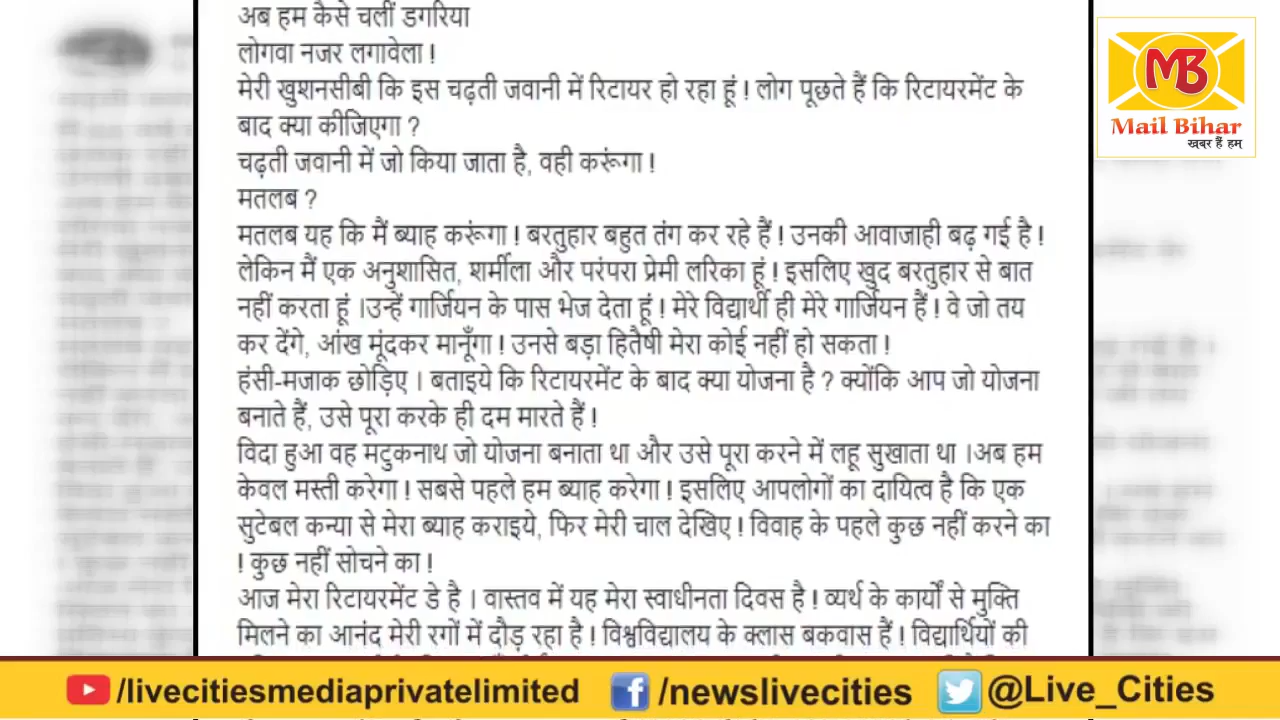 अब हम कैसे चलीं डगरिया
लोगवा नजर लगावेला !
मेरी खुशनसीबी कि इस चढ़ती जवानी में रिटायर हो रहा हूं ! लोग पूछते हैं कि रिटायरमेंट के
बाद क्या कीजिएगा ?
चढ़ती जवानी में जो किया जाता है, वही करूंगा !
मतलब ?
मतलब यह कि मैं ब्याह करूंगा ! बरतुहार बहुत तंग कर रहे हैं ! उनकी आवाजाही बढ़ गई है !
लेकिन मैं एक अनुशासित, शर्मीला और परंपरा प्रेमी लरिका हूं ! इसलिए खुद बरतुहार से बात
नहीं करता हूं ।उन्हें गार्जियन के पास भेज देता हूं ! मेरे विद्यार्थी ही मेरे गार्जियन हैं ! वे जो तय
कर देंगे, आंख मूंदकर मानूँगा ! उनसे बड़ा हितैषी मेरा कोई नहीं हो सकता !
हंसी-मजाक छोड़िए । बताइये कि रिटायरमेंट के बाद क्या योजना है ? क्योंकि आप जो योजना
बनाते हैं, उसे पूरा करके ही दम मारते हैं !
विदा हुआ वह मटुकनाथ जो योजना बनाता था और उसे पूरा करने में लहू सुखाता था ।अब हम
केवल मस्ती करेगा ! सबसे पहले हम ब्याह करेगा ! इसलिए आपलोगों का दायित्व है कि एक
सुटेबल कन्या से मेरा ब्याह कराइये, फिर मेरी चाल देखिए ! विवाह के पहले कुछ नहीं करने का
! कुछ नहीं सोचने का !
आज मेरा रिटायरमेंट डे है । वास्तव में यह मेरा स्वाधीनता दिवस है ! व्यर्थ के कार्यों से मुक्ति
मिलने का आनंद मेरी रगों में दौड़ रहा है ! विश्वविद्यालय के क्लास बकवास हैं ! विद्यार्थियों की
MB
Mail Bihar
खबर हैं हम
/livecitiesmediaprivatelimited
/newslivecities
@Live_Cities